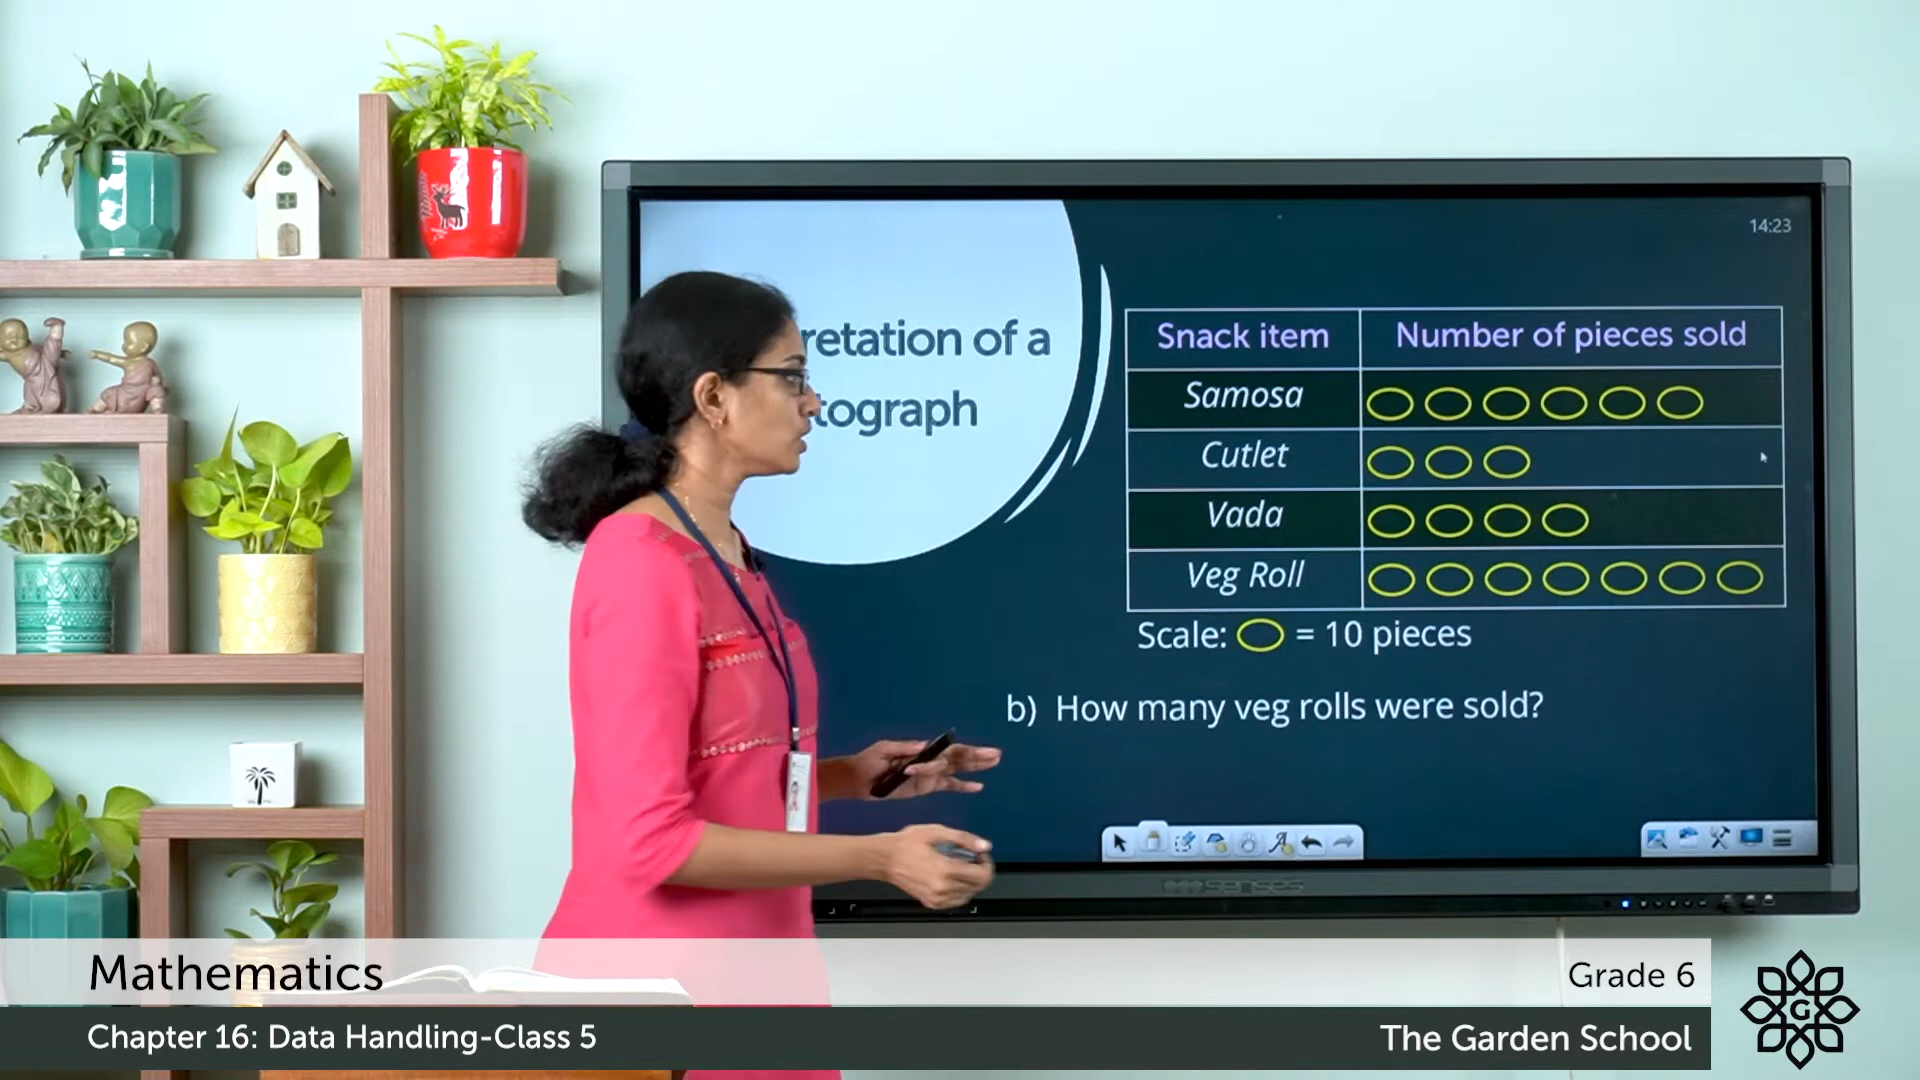 14:23
retation of a
tograph
Snack item Number of pieces sold
Samosa
Cutlet
Vada
Veg Roll
Scale: = 10 pieces
b) How many veg rolls were sold?
Mathematics
Grade 6
Chapter 16: Data Handling-Class 5
The Garden School
G